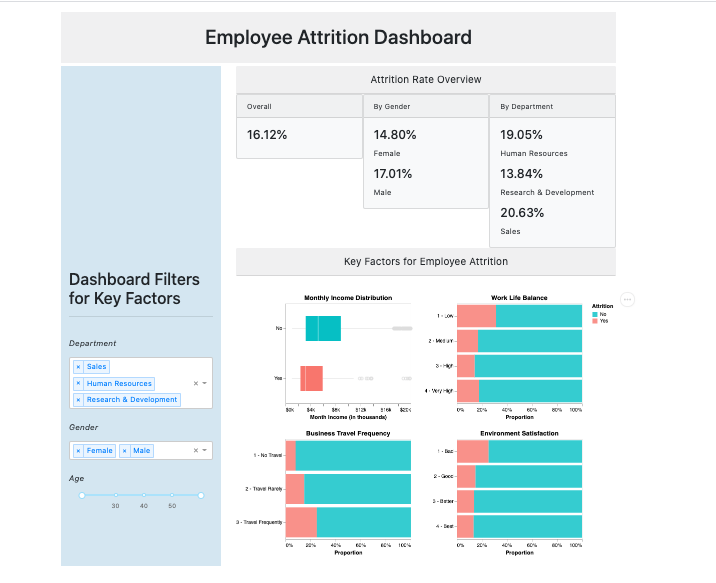 Employee Attrition Dashboard
Dashboard Filters
for Key Factors
Department
× Sales
× Human Resources
× Research & Development
Gender
× Female × Male
Age
30 40 50
Attrition Rate Overview
Overall
16.12%
By Gender
14.80%
Female
17.01%
Male
By Department
19.05%
Human Resources
13.84%
Research & Development
20.63%
Sales
Key Factors for Employee Attrition
Monthly Income Distribution
No
Yes
$0K $4K $8K $12k $16K $20K
Month Income (in thousands)
Work Life Balance
1 - Low
2 - Medium
3 - High
4 - Very High
0% 20% 40% 60% 80% 100%
Proportion
Attrition
No
Yes
Business Travel Frequency
1 - No Travel
2 - Travel Rarely
3 - Travel Frequently
0% 20% 40% 60% 80% 100%
Proportion
Environment Satisfaction
1 - Bad
2 - Good
3 - Better
4 - Best
0% 20% 40% 60% 80% 100%
Proportion